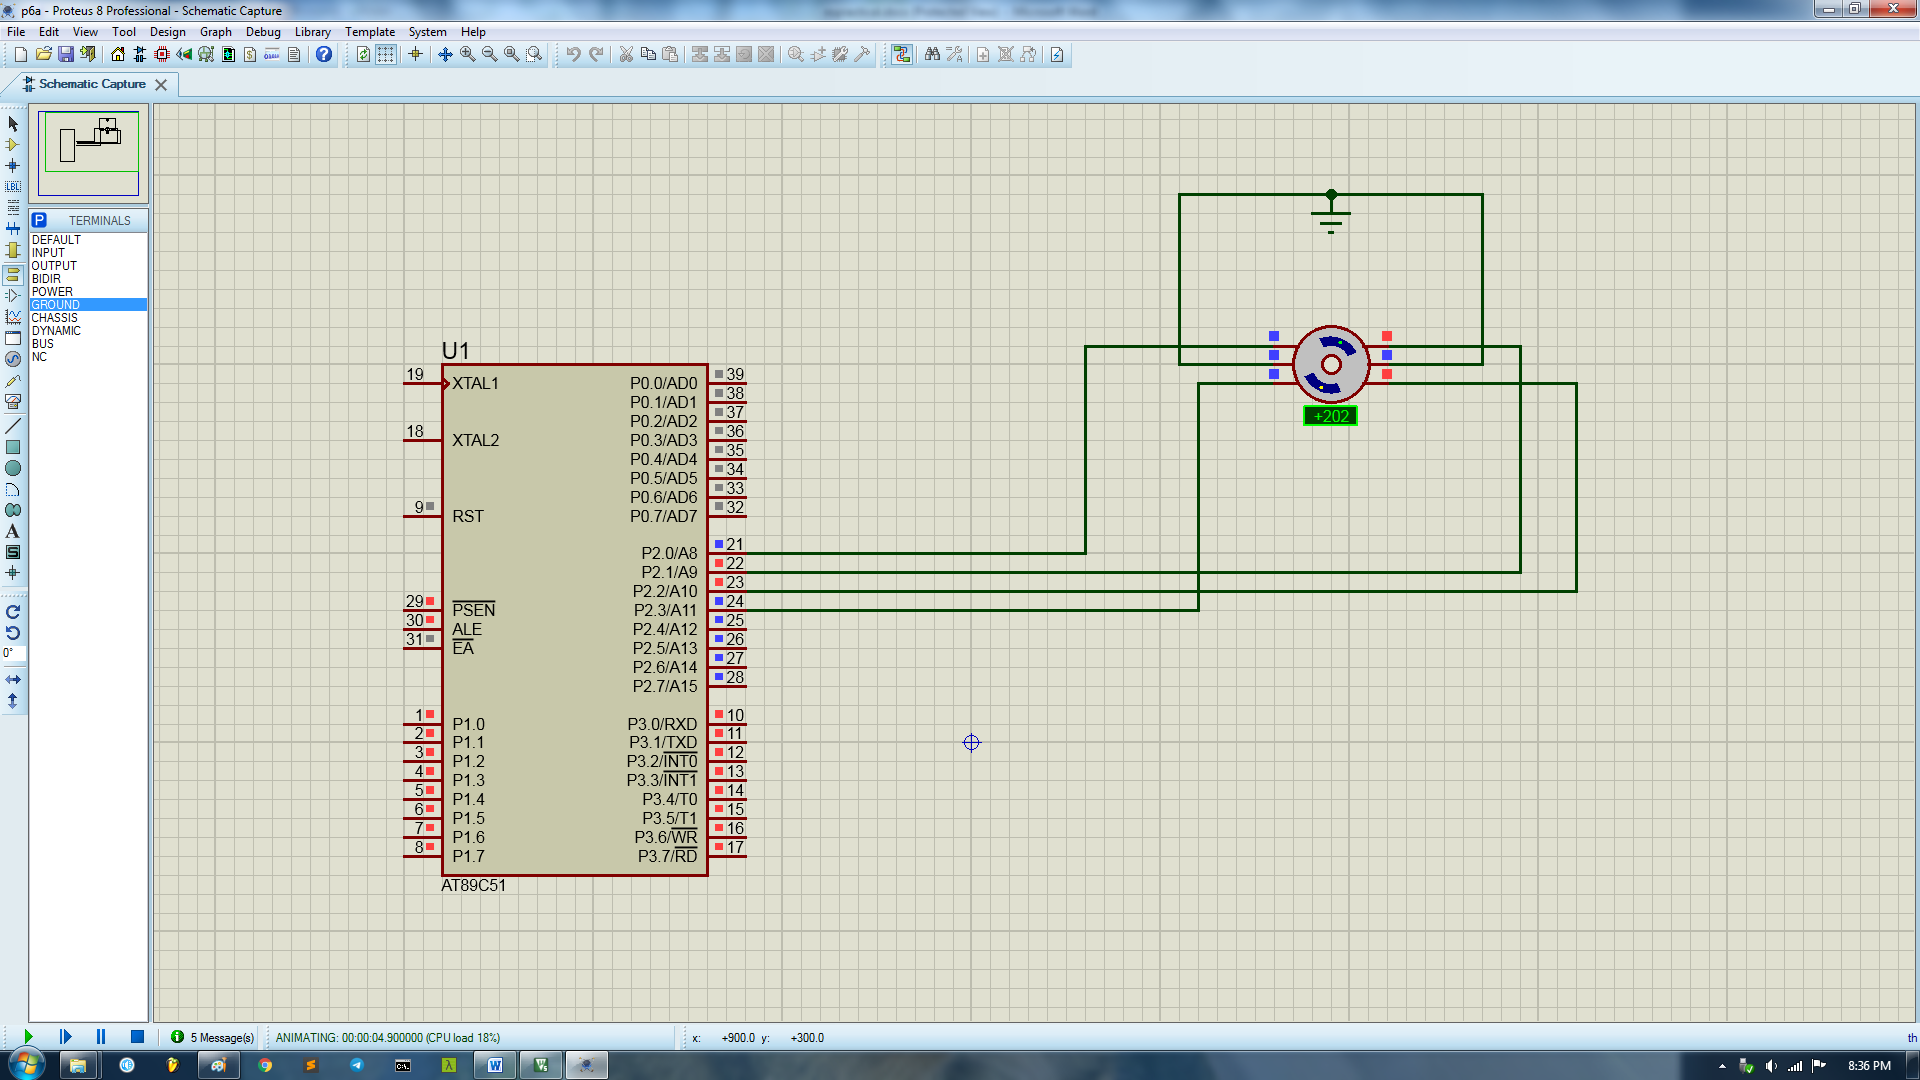 p6a - Proteus 8 Professional - Schematic Capture
File Edit View Tool Design Graph Debug Library Template System Help
Schematic Capture
P TERMINALS
DEFAULT
INPUT
OUTPUT
BIDIR
POWER
GROUND
CHASSIS
DYNAMIC
BUS
NC
LBL
A
S
0°
U1
19 XTAL1
18 XTAL2
9 RST
29 PSEN
30 ALE
31 EA
1 P1.0
2 P1.1
3 P1.2
4 P1.3
5 P1.4
6 P1.5
7 P1.6
8 P1.7
P0.0/AD0 39
P0.1/AD1 38
P0.2/AD2 37
P0.3/AD3 36
P0.4/AD4 35
P0.5/AD5 34
P0.6/AD6 33
P0.7/AD7 32
P2.0/A8 21
P2.1/A9 22
P2.2/A10 23
P2.3/A11 24
P2.4/A12 25
P2.5/A13 26
P2.6/A14 27
P2.7/A15 28
P3.0/RXD 10
P3.1/TXD 11
P3.2/INT0 12
P3.3/INT1 13
P3.4/T0 14
P3.5/T1 15
P3.6/WR 16
P3.7/RD 17
AT89C51
+202
5 Message(s) ANIMATING: 00:00:04.900000 (CPU load 18%) x: +900.0 y: +300.0 th
8:36 PM